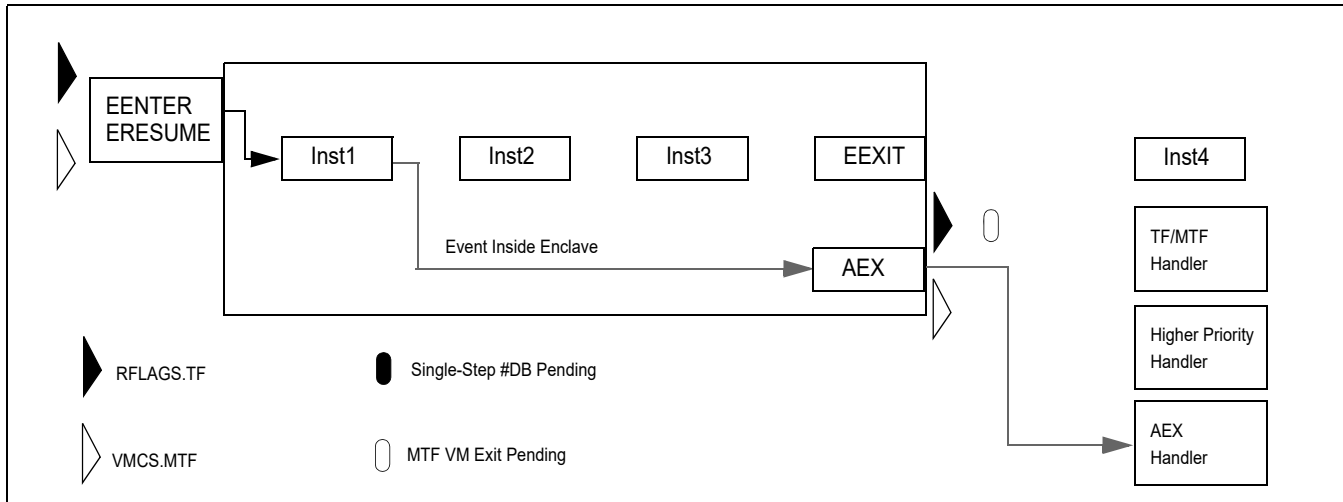 EENTER
ERESUME
Inst1
Inst2
Inst3
EEXIT
Inst4
Event Inside Enclave
AEX
TF/MTF
Handler
Higher Priority
Handler
AEX
Handler
RFLAGS.TF
Single-Step #DB Pending
VMCS.MTF
MTF VM Exit Pending